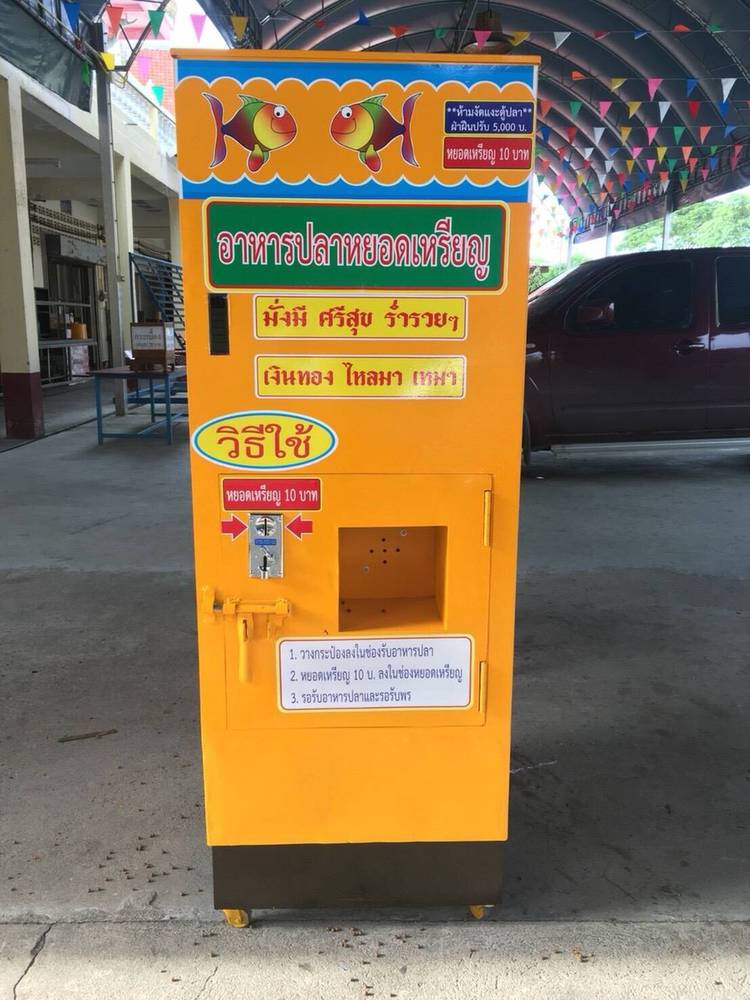 **ห้ามงัดแงะตู้ปลา**
ฝ่าฝืนปรับ 5,000 บ.
หยอดเหรียญ 10 บาท
อาหารปลาหยอดเหรียญ
มั่งมี ศรีสุข ร่ำรวยๆ
เงินทอง ไหลมา เทมา
วิธีใช้
หยอดเหรียญ 10 บาท
1. วางกระป๋องลงในช่องรับอาหารปลา
2. หยอดเหรียญ 10 บ. ลงในช่องหยอดเหรียญ
3. รอรับอาหารปลาและรอรับพร